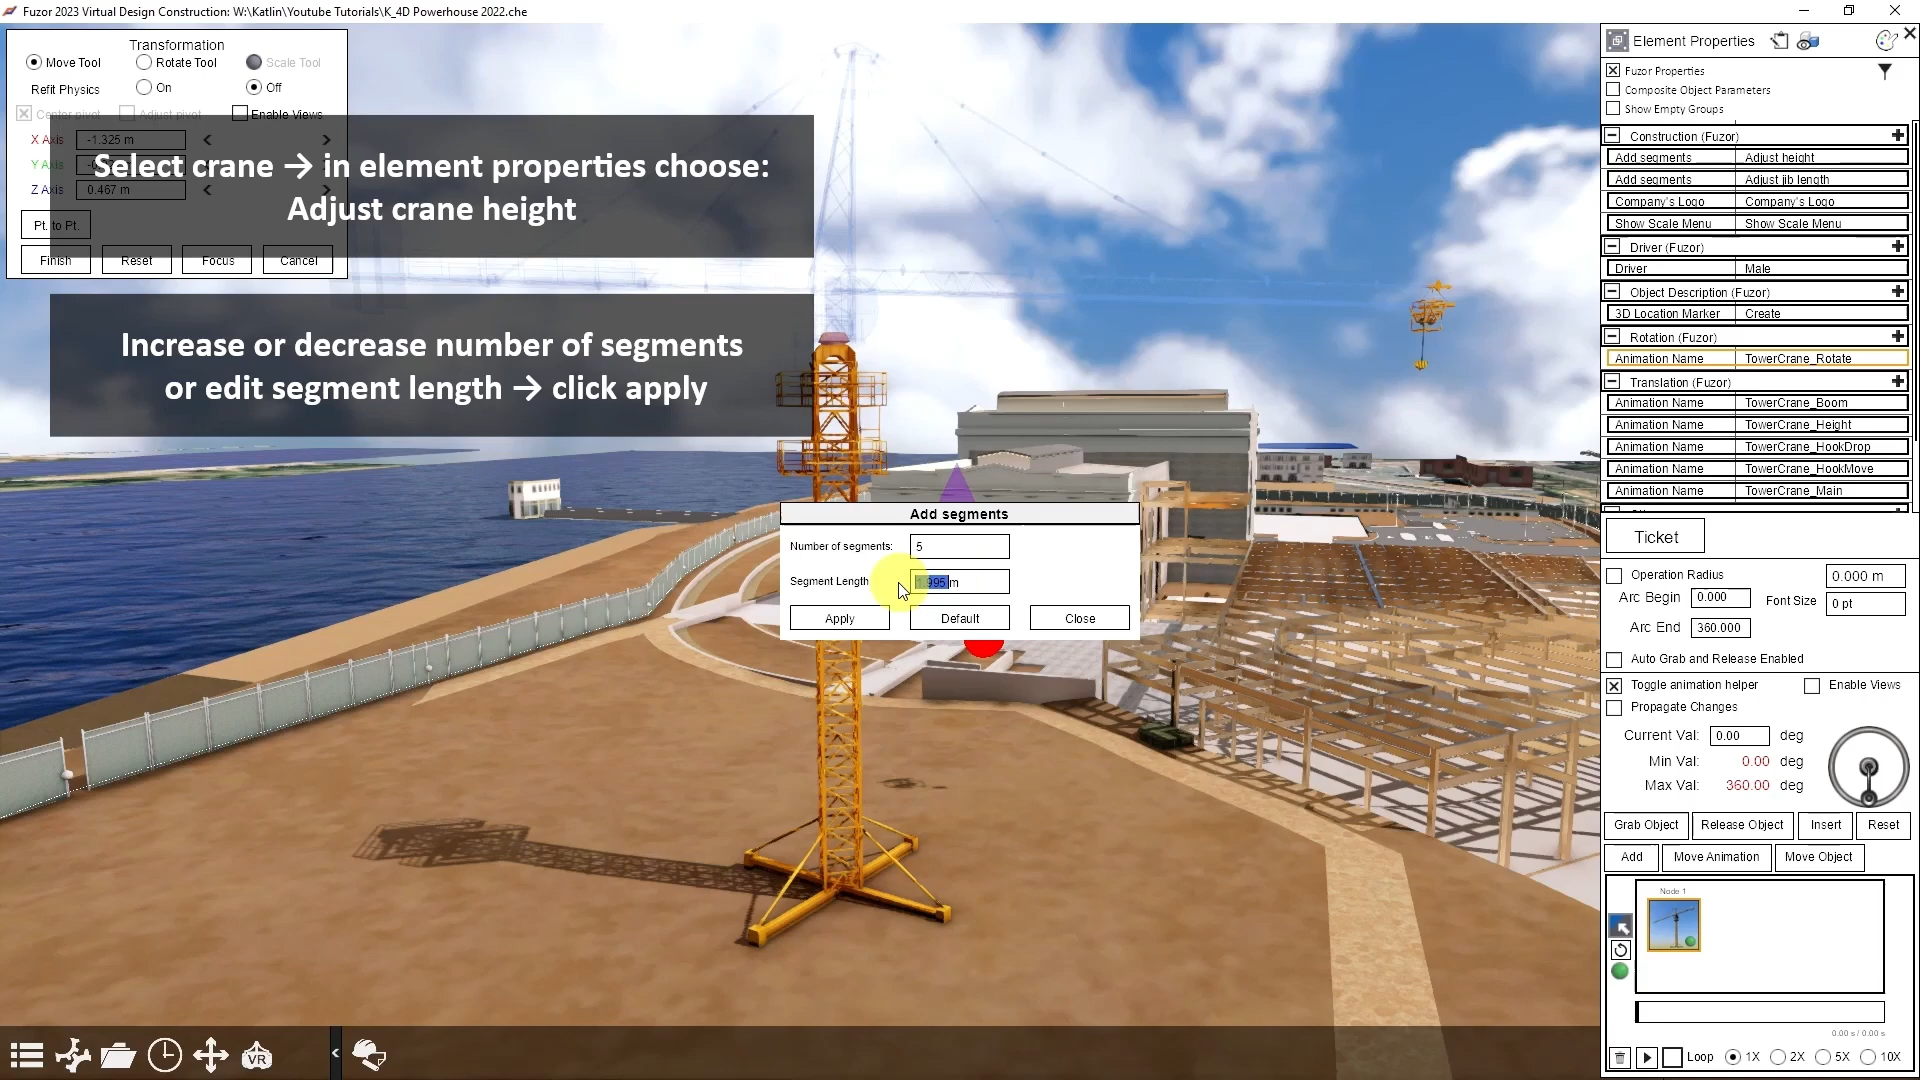 Fuzor 2023 Virtual Design Construction: W:\Katlin\Youtube Tutorials\K_4D Powerhouse 2022.che
Transformation
Move Tool
Rotate Tool
Scale Tool
Refit Physics
On
Off
Center pivot
Adjust pivot
Enable Views
X Axis
-1.325 m
<
>
Y Axis
Z Axis
0.467 m
<
>
Pt. to Pt.
Finish
Reset
Focus
Cancel
Select crane → in element properties choose:
Adjust crane height
Increase or decrease number of segments
or edit segment length → click apply
Add segments
Number of segments:
5
Segment Length
1.995 m
Apply
Default
Close
Element Properties
Fuzor Properties
Composite Object Parameters
Show Empty Groups
Construction (Fuzor)
Add segments
Adjust height
Add segments
Adjust jib length
Company's Logo
Company's Logo
Show Scale Menu
Show Scale Menu
Driver (Fuzor)
Driver
Male
Object Description (Fuzor)
3D Location Marker
Create
Rotation (Fuzor)
Animation Name
TowerCrane_Rotate
Translation (Fuzor)
Animation Name
TowerCrane_Boom
Animation Name
TowerCrane_Height
Animation Name
TowerCrane_HookDrop
Animation Name
TowerCrane_HookMove
Animation Name
TowerCrane_Main
Ticket
Operation Radius
0.000 m
Arc Begin
0.000
Font Size
0 pt
Arc End
360.000
Auto Grab and Release Enabled
Toggle animation helper
Enable Views
Propagate Changes
Current Val:
0.00
deg
Min Val:
0.00
deg
Max Val:
360.00
deg
Grab Object
Release Object
Insert
Reset
Add
Move Animation
Move Object
Node 1
0.00 s / 0.00 s
Loop
1X
2X
5X
10X
VR
<